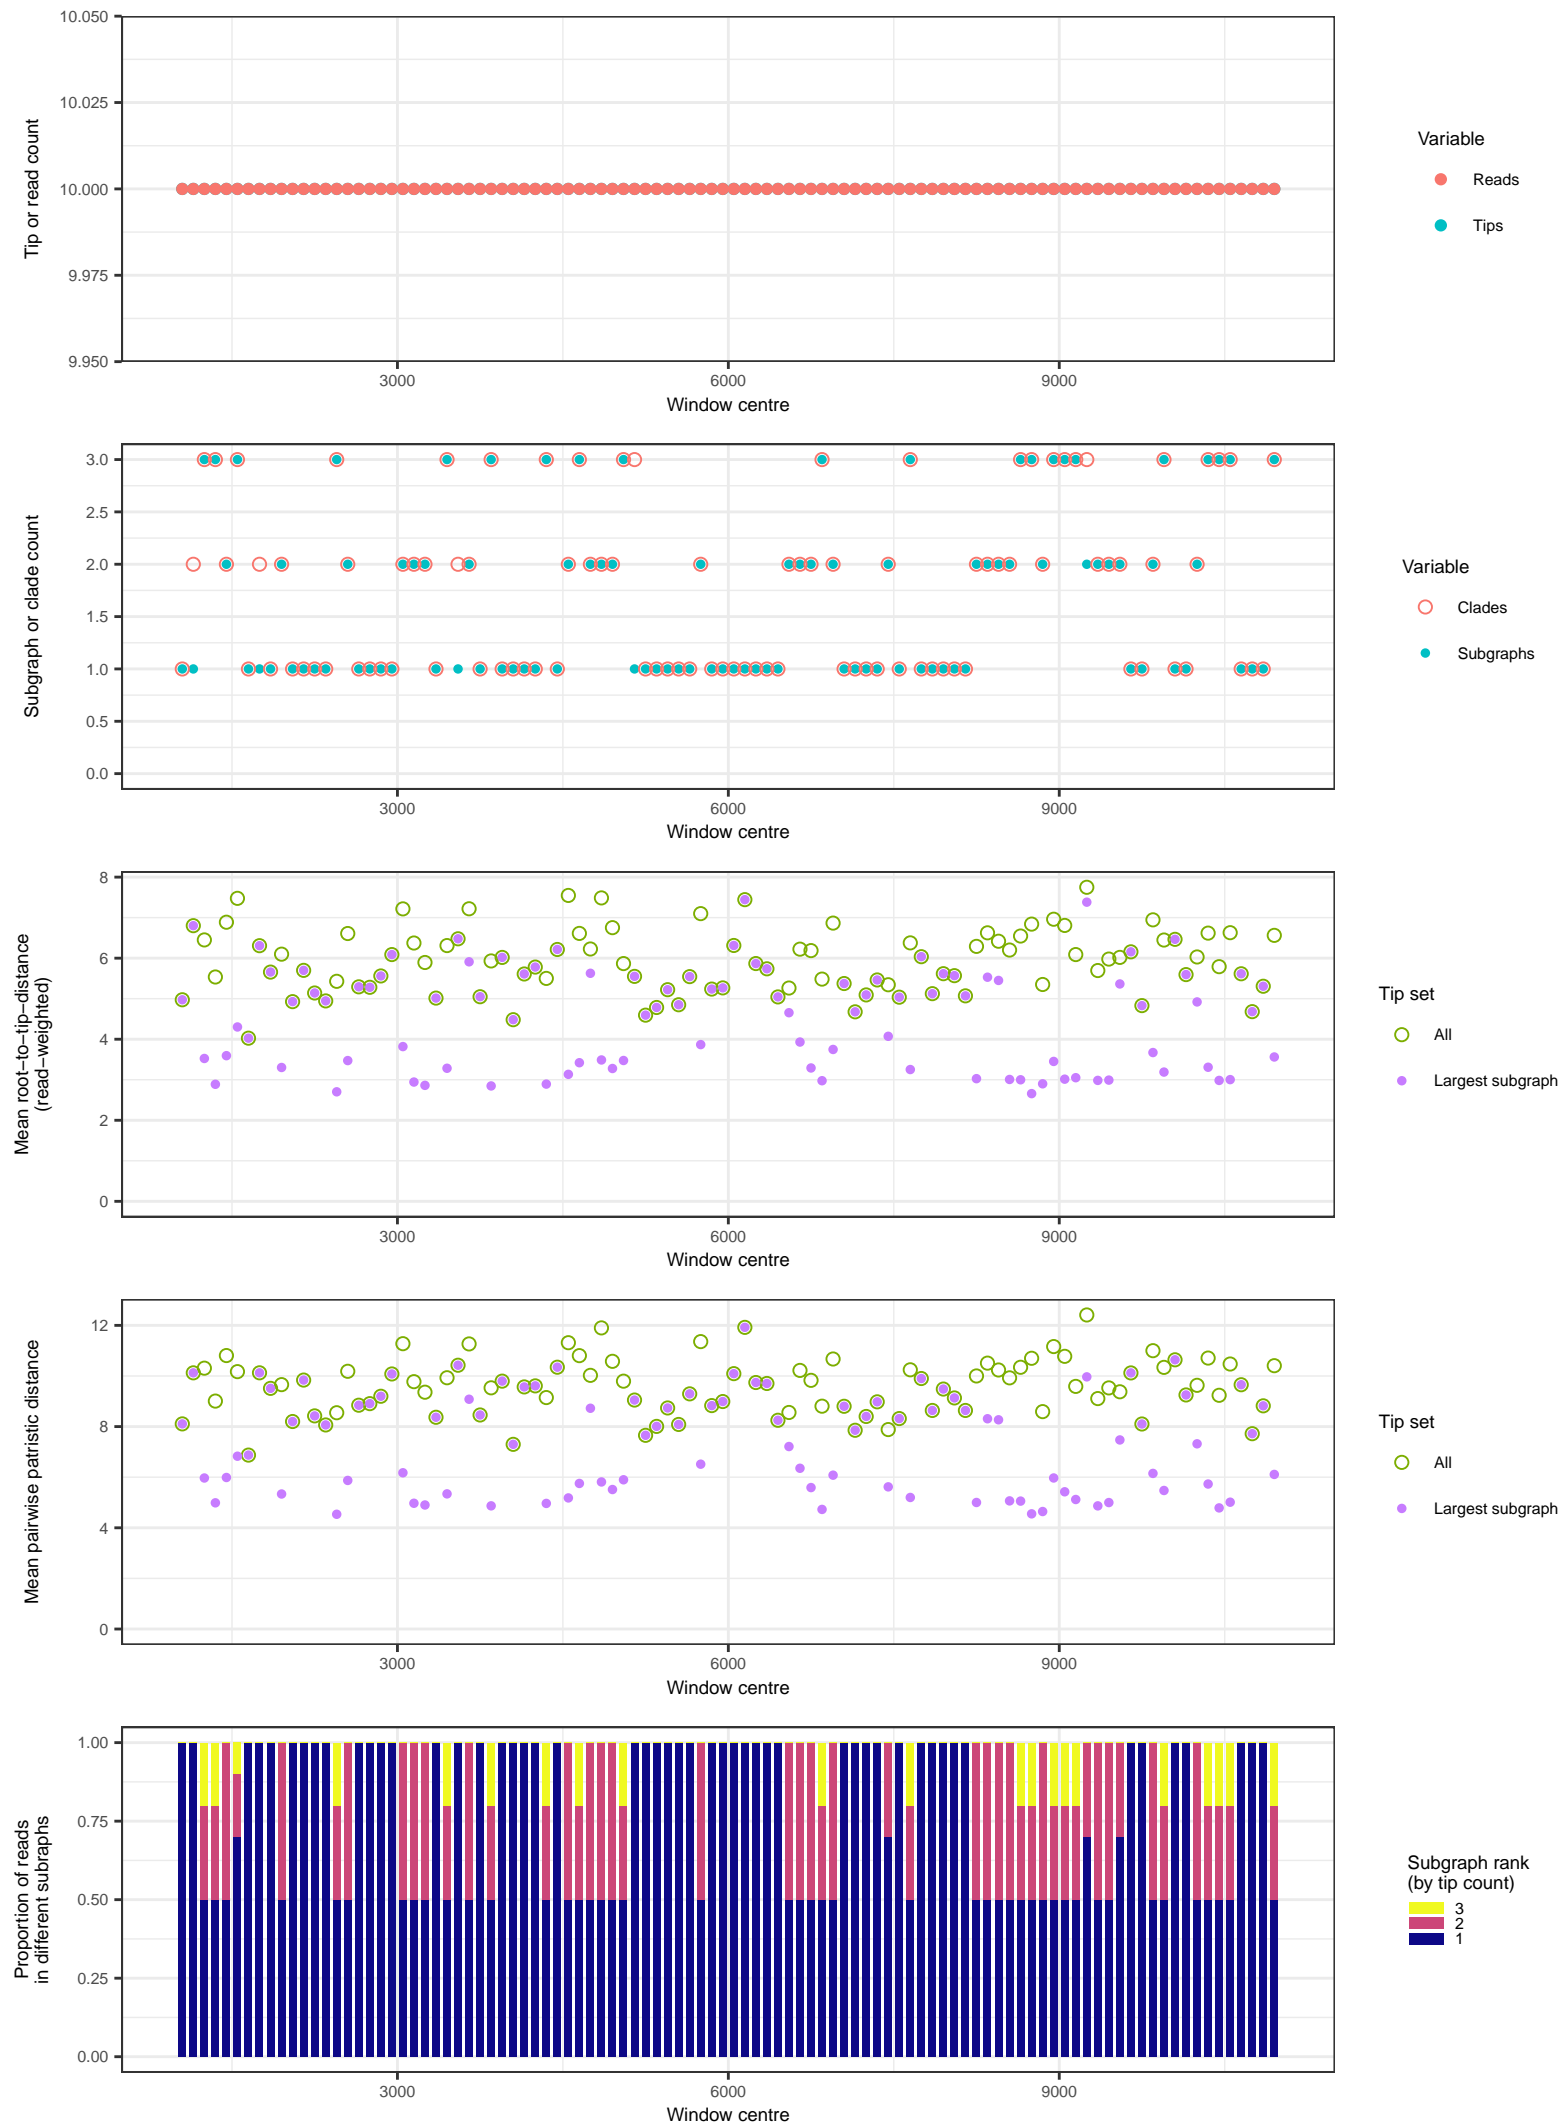 10.050
10.025
10.000
9.975
9.950
Tip or read count
3000
6000
9000
Window centre
Variable
Reads
Tips
3.0
2.5
2.0
1.5
1.0
0.5
0.0
Subgraph or clade count
3000
6000
9000
Window centre
Variable
Clades
Subgraphs
8
6
4
2
0
Mean root−to−tip−distance
(read−weighted)
3000
6000
9000
Window centre
Tip set
All
Largest subgraph
12
8
4
0
Mean pairwise patristic distance
3000
6000
9000
Window centre
Tip set
All
Largest subgraph
1.00
0.75
0.50
0.25
0.00
Proportion of reads
in different subraphs
3000
6000
9000
Window centre
Subgraph rank
(by tip count)
3
2
1